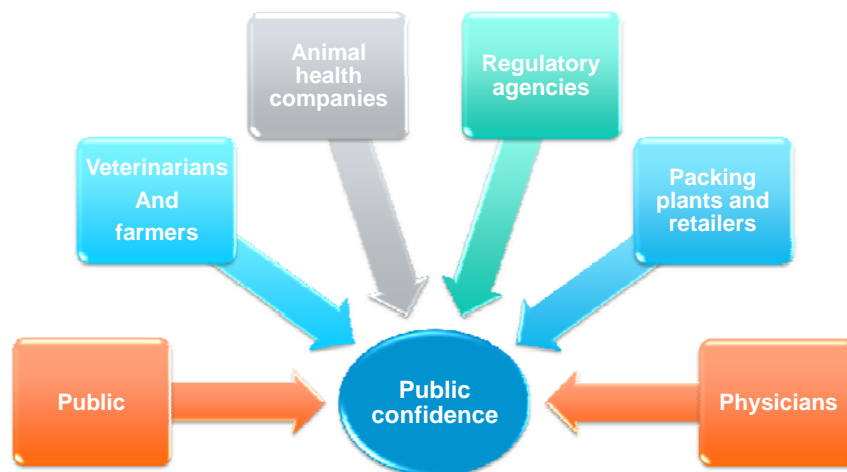 Animal
health
companies
Regulatory
agencies
Veterinarians
And
farmers
Packing
plants and
retailers
Public
Public
confidence
Physicians